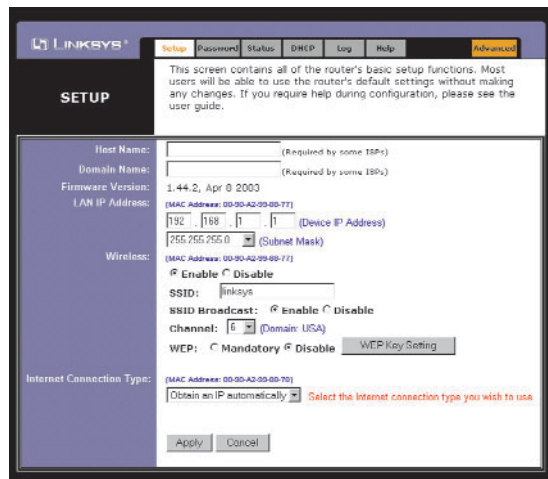 LINKSYS®
Setup Password Status DHCP Log Help Advanced
SETUP
This screen contains all of the router's basic setup functions. Most
users will be able to use the router's default settings without making
any changes. If you require help during configuration, please see the
user guide.
Host Name: (Required by some ISPs)
Domain Name: (Required by some ISPs)
Firmware Version: 1.44.2, Apr 8 2003
LAN IP Address: (MAC Address: 00-90-A2-99-88-77)
192 . 168 . 1 . 1 (Device IP Address)
255.255.255.0 (Subnet Mask)
Wireless: (MAC Address: 00-90-A2-99-88-77)
Enable Disable
SSID: linksys
SSID Broadcast: Enable Disable
Channel: 6 (Domain: USA)
WEP: Mandatory Disable WEP Key Setting
Internet Connection Type: (MAC Address:
Obtain an IP automatically Select the Internet connection type you wish to use
Apply Cancel